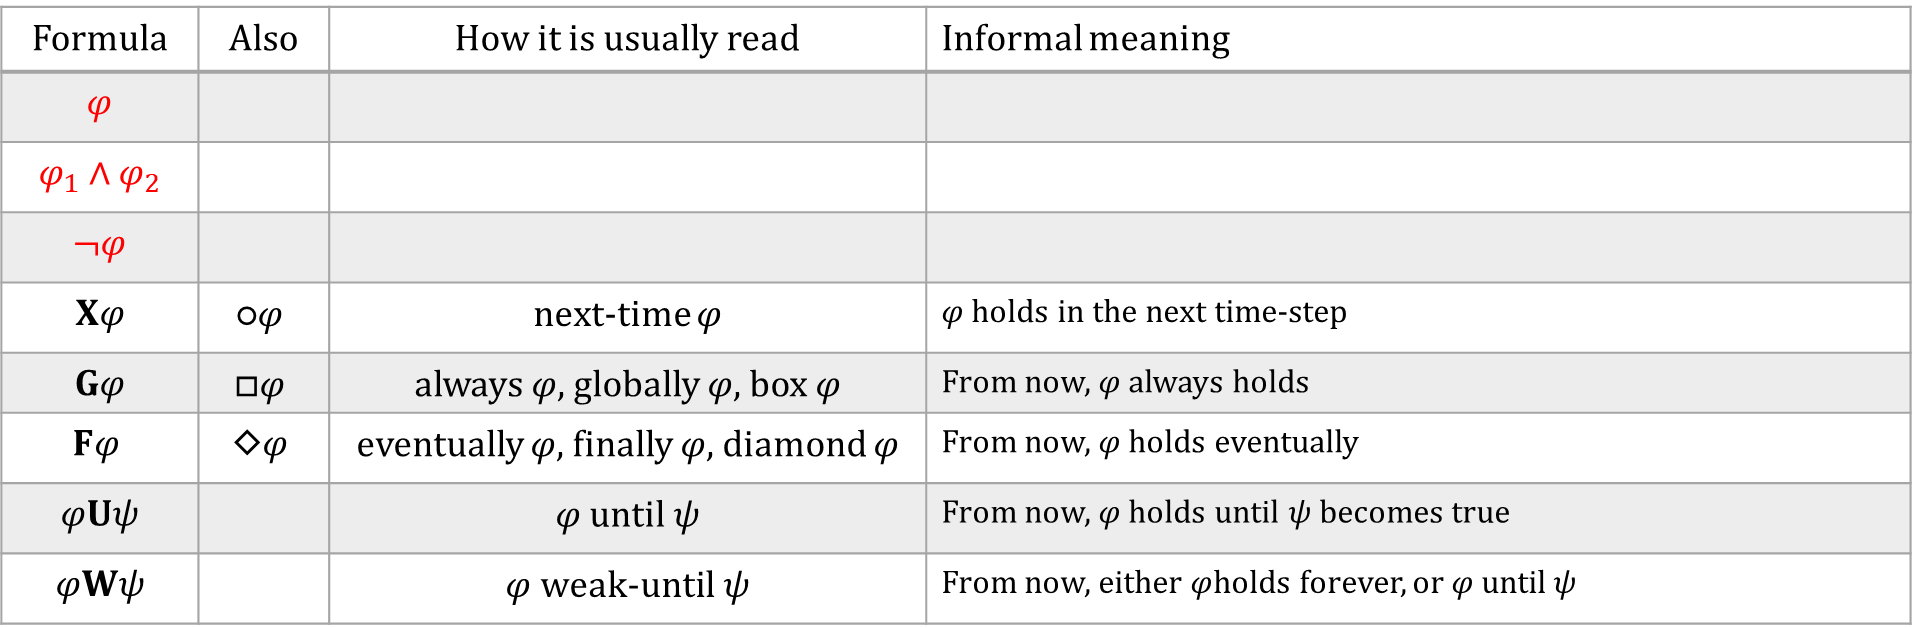 Formula Also How it is usually read Informal meaning
φ
φ₁ ∧ φ₂
¬φ
Xφ ○φ next-time φ φ holds in the next time-step
Gφ □φ always φ, globally φ, box φ From now, φ always holds
Fφ ◇φ eventually φ, finally φ, diamond φ From now, φ holds eventually
φUψ φ until ψ From now, φ holds until ψ becomes true
φWψ φ weak-until ψ From now, either φholds forever, or φ until ψ